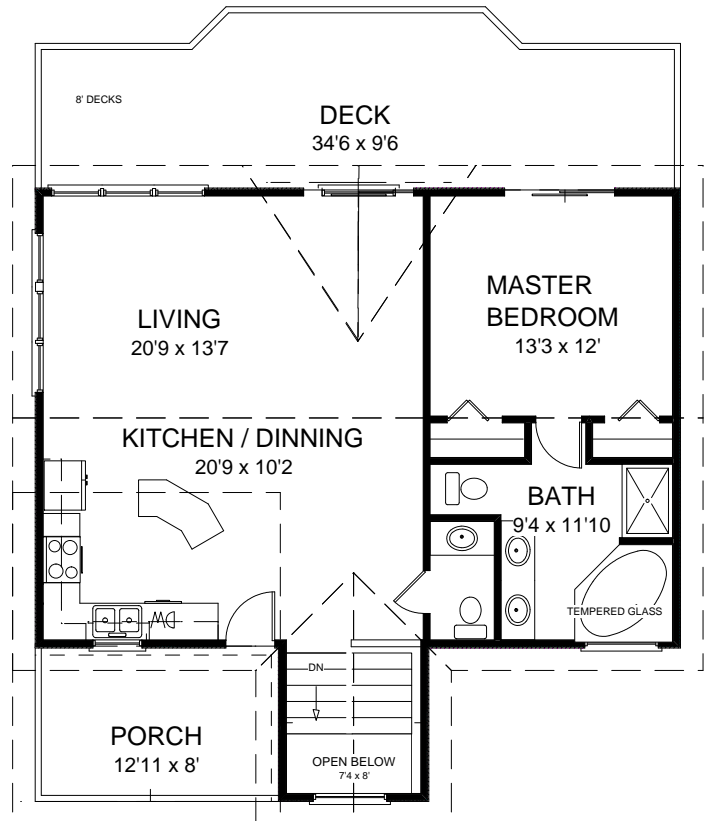 8' DECKS
DECK
34'6 x 9'6
LIVING
20'9 x 13'7
MASTER
BEDROOM
13'3 x 12'
KITCHEN / DINNING
20'9 x 10'2
BATH
9'4 x 11'10
TEMPERED GLASS
DW
DN
PORCH
12'11 x 8'
OPEN BELOW
7'4 x 8'